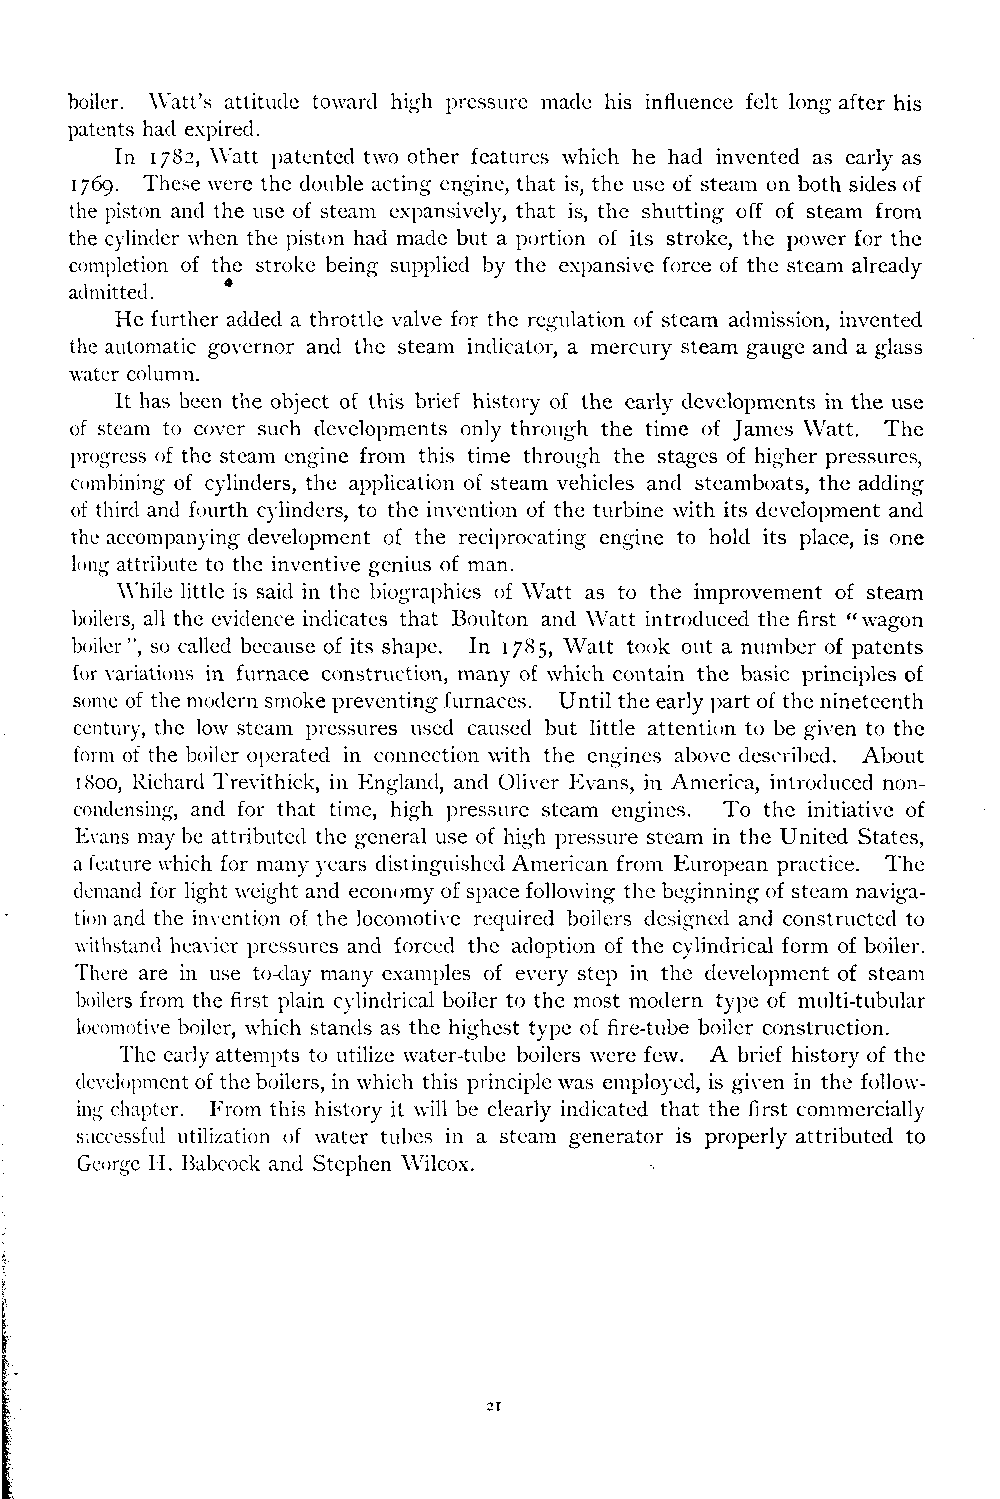 boiler. Watt's attitude toward high pressure made his influence felt long after his
patents had expired.
In 1782, Watt patented two other features which he had invented as early as
1769. These were the double acting engine, that is, the use of steam on both sides of
the piston and the use of steam expansively, that is, the shutting off of steam from
the cylinder when the piston had made but a portion of its stroke, the power for the
completion of the stroke being supplied by the expansive force of the steam already
admitted.
He further added a throttle valve for the regulation of steam admission, invented
the automatic governor and the steam indicator, a mercury steam gauge and a glass
water column.
It has been the object of this brief history of the early developments in the use
of steam to cover such developments only through the time of James Watt. The
progress of the steam engine from this time through the stages of higher pressures,
combining of cylinders, the application of steam vehicles and steamboats, the adding
of third and fourth cylinders, to the invention of the turbine with its development and
the accompanying development of the reciprocating engine to hold its place, is one
long attribute to the inventive genius of man.
While little is said in the biographies of Watt as to the improvement of steam
boilers, all the evidence indicates that Boulton and Watt introduced the first "wagon
boiler", so called because of its shape. In 1785, Watt took out a number of patents
for variations in furnace construction, many of which contain the basic principles of
some of the modern smoke preventing furnaces. Until the early part of the nineteenth
century, the low steam pressures used caused but little attention to be given to the
form of the boiler operated in connection with the engines above described. About
1800, Richard Trevithick, in England, and Oliver Evans, in America, introduced non-
condensing, and for that time, high pressure steam engines. To the initiative of
Evans may be attributed the general use of high pressure steam in the United States,
a feature which for many years distinguished American from European practice. The
demand for light weight and economy of space following the beginning of steam naviga-
tion and the invention of the locomotive required boilers designed and constructed to
withstand heavier pressures and forced the adoption of the cylindrical form of boiler.
There are in use to-day many examples of every step in the development of steam
boilers from the first plain cylindrical boiler to the most modern type of multi-tubular
locomotive boiler, which stands as the highest type of fire-tube boiler construction.
The early attempts to utilize water-tube boilers were few. A brief history of the
development of the boilers, in which this principle was employed, is given in the follow-
ing chapter. From this history it will be clearly indicated that the first commercially
successful utilization of water tubes in a steam generator is properly attributed to
George H. Babcock and Stephen Wilcox.
21